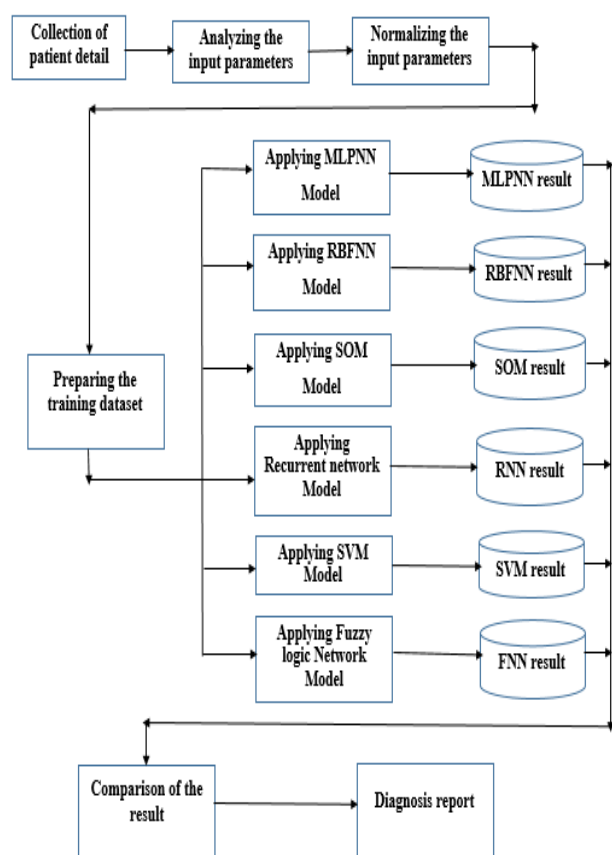 Collection of
patient detail
Analyzing the
input parameters
Normalizing the
input parameters
Applying MLPNN
Model
MLPNN result
Applying RBFNN
Model
RBFNN result
Applying SOM
Model
SOM result
Preparing the
training dataset
Applying
Recurrent network
Model
RNN result
Applying SVM
Model
SVM result
Applying Fuzzy
logic Network
Model
FNN result
Comparison of the
result
Diagnosis report